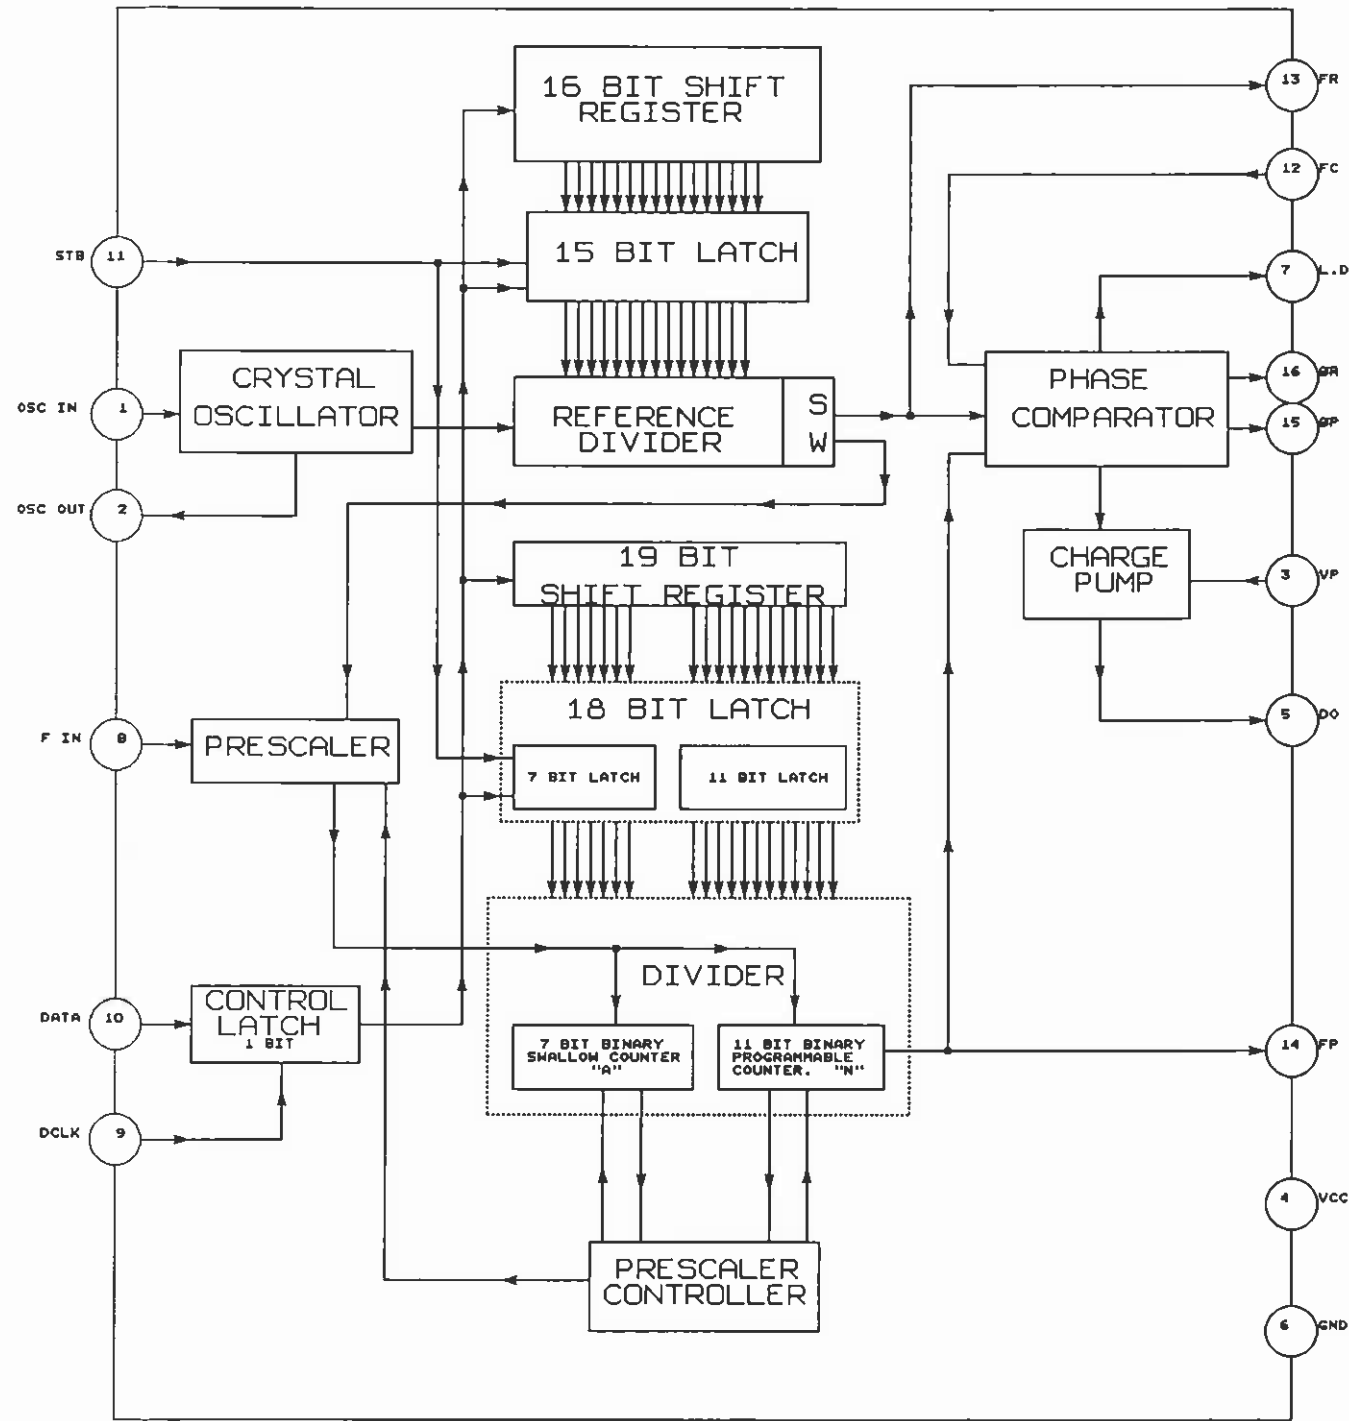 16 BIT SHIFT
REGISTER
13 FR
12 FC
STB 11
15 BIT LATCH
7 L.D
CRYSTAL
OSCILLATOR
OSC IN 1
REFERENCE
DIVIDER
S
W
PHASE
COMPARATOR
16
15
OSC OUT 2
19 BIT
SHIFT REGISTER
CHARGE
PUMP
3 VP
18 BIT LATCH
5 DO
F IN 8
PRESCALER
7 BIT LATCH
11 BIT LATCH
DIVIDER
DATA 10
CONTROL
LATCH
1 BIT
7 BIT BINARY
SWALLOW COUNTER
"A"
11 BIT BINARY
PROGRAMMABLE
COUNTER. "N"
14 FP
DCLK 9
4 VCC
PRESCALER
CONTROLLER
6 GND